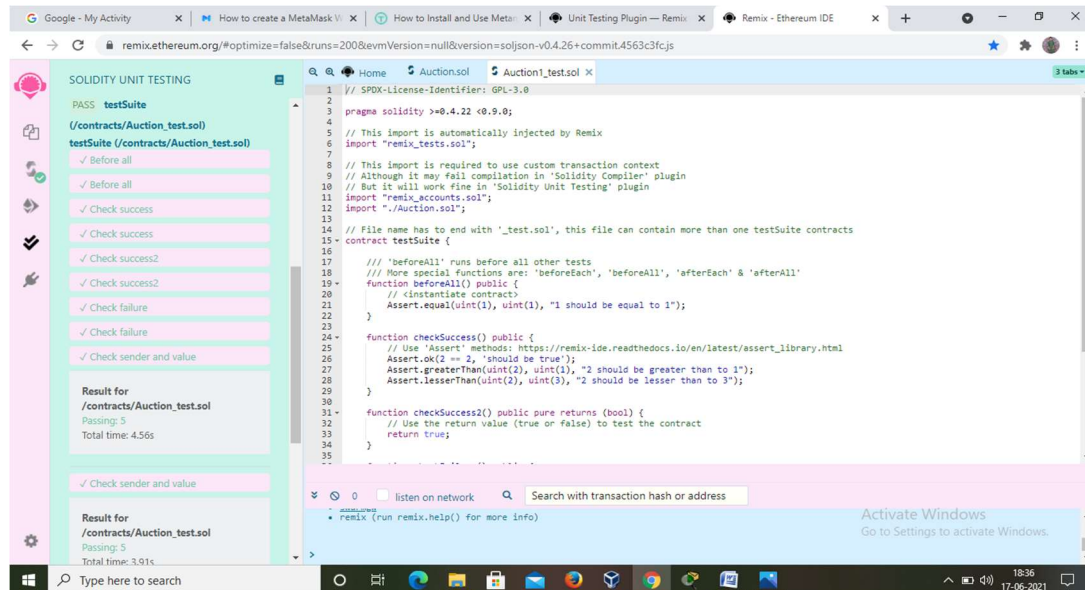 Google - My Activity
How to create a MetaMask W
How to Install and Use Metam
Unit Testing Plugin — Remix
Remix - Ethereum IDE
remix.ethereum.org/#optimize=false&runs=200&evmVersion=null&version=soljson-v0.4.26+commit.4563c3fc.js
SOLIDITY UNIT TESTING
PASS testSuite
(/contracts/Auction_test.sol)
testSuite (/contracts/Auction_test.sol)
✓ Before all
✓ Before all
✓ Check success
✓ Check success
✓ Check success2
✓ Check success2
✓ Check failure
✓ Check failure
✓ Check sender and value
Result for
/contracts/Auction_test.sol
Passing: 5
Total time: 4.56s
✓ Check sender and value
Result for
/contracts/Auction_test.sol
Passing: 5
Total time: 3.91s
Home
Auction.sol
Auction1_test.sol
3 tabs
1 // SPDX-License-Identifier: GPL-3.0
2
3 pragma solidity >=0.4.22 <0.9.0;
4
5 // This import is automatically injected by Remix
6 import "remix_tests.sol";
7
8 // This import is required to use custom transaction context
9 // Although it may fail compilation in 'Solidity Compiler' plugin
10 // But it will work fine in 'Solidity Unit Testing' plugin
11 import "remix_accounts.sol";
12 import "./Auction.sol";
13
14 // File name has to end with '_test.sol', this file can contain more than one testSuite contracts
15 contract testSuite {
16
17 /// 'beforeAll' runs before all other tests
18 /// More special functions are: 'beforeEach', 'beforeAll', 'afterEach' & 'afterAll'
19 function beforeAll() public {
20 // <instantiate contract>
21 Assert.equal(uint(1), uint(1), "1 should be equal to 1");
22 }
23
24 function checkSuccess() public {
25 // Use 'Assert' methods: https://remix-ide.readthedocs.io/en/latest/assert_library.html
26 Assert.ok(2 == 2, 'should be true');
27 Assert.greaterThan(uint(2), uint(1), "2 should be greater than to 1");
28 Assert.lesserThan(uint(2), uint(3), "2 should be lesser than to 3");
29 }
30
31 function checkSuccess2() public pure returns (bool) {
32 // Use the return value (true or false) to test the contract
33 return true;
34 }
35
0
listen on network
Search with transaction hash or address
remix (run remix.help() for more info)
>
Activate Windows
Go to Settings to activate Windows.
Type here to search
18:36
17-06-2021